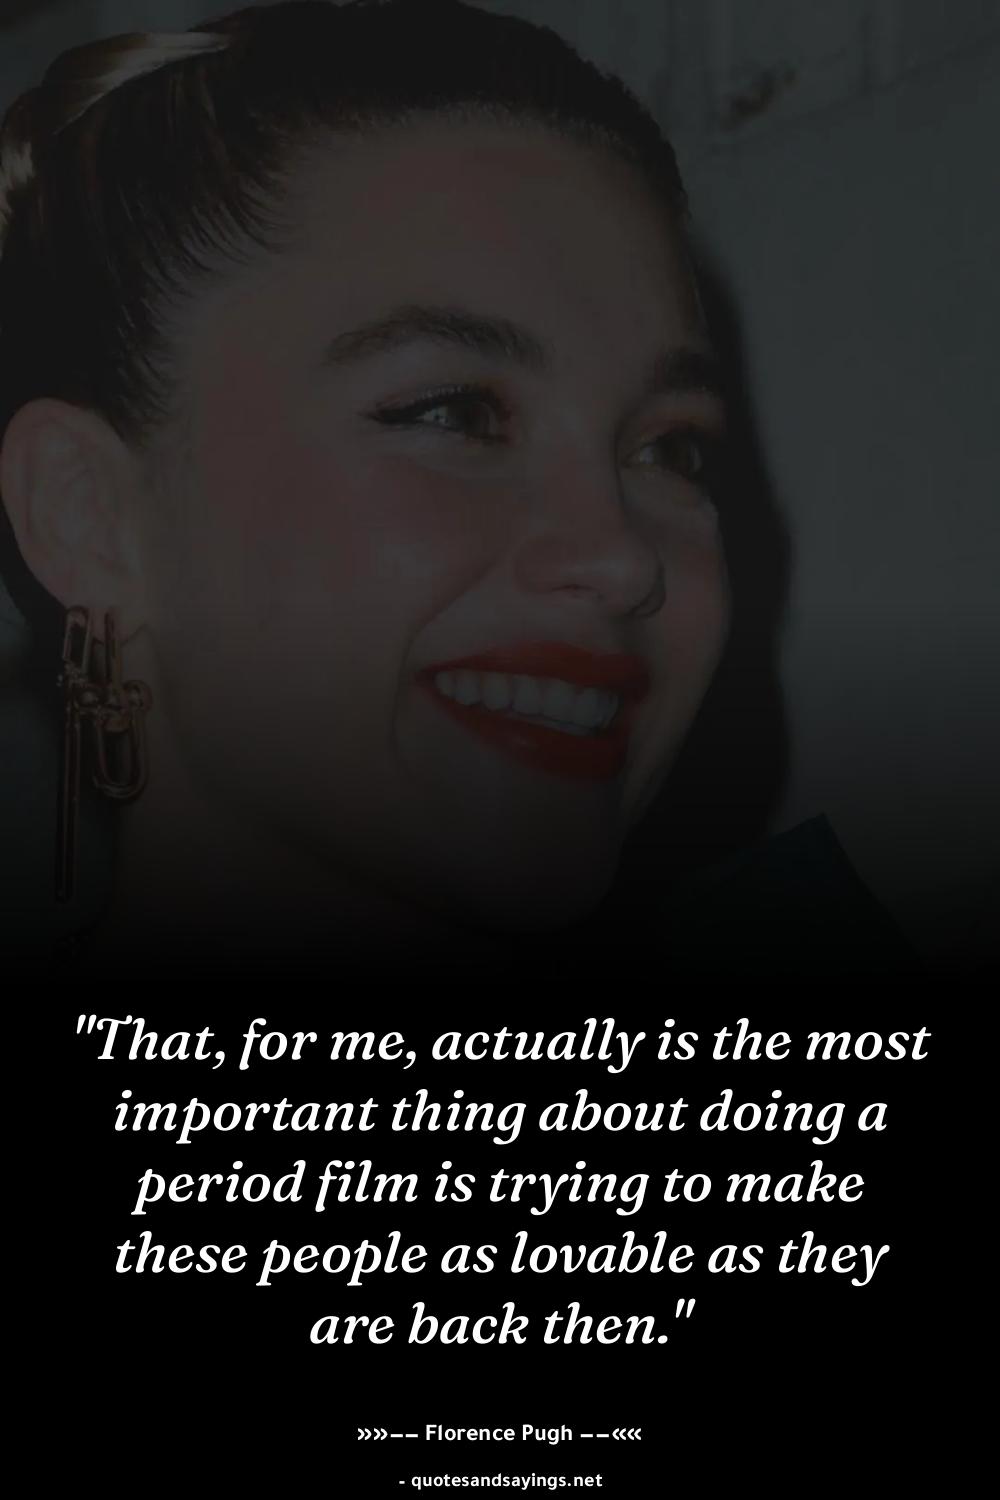 "That, for me, actually is the most
important thing about doing a
period film is trying to make
these people as lovable as they
are back then."
»»−− Florence Pugh −−««
- quotesandsayings.net